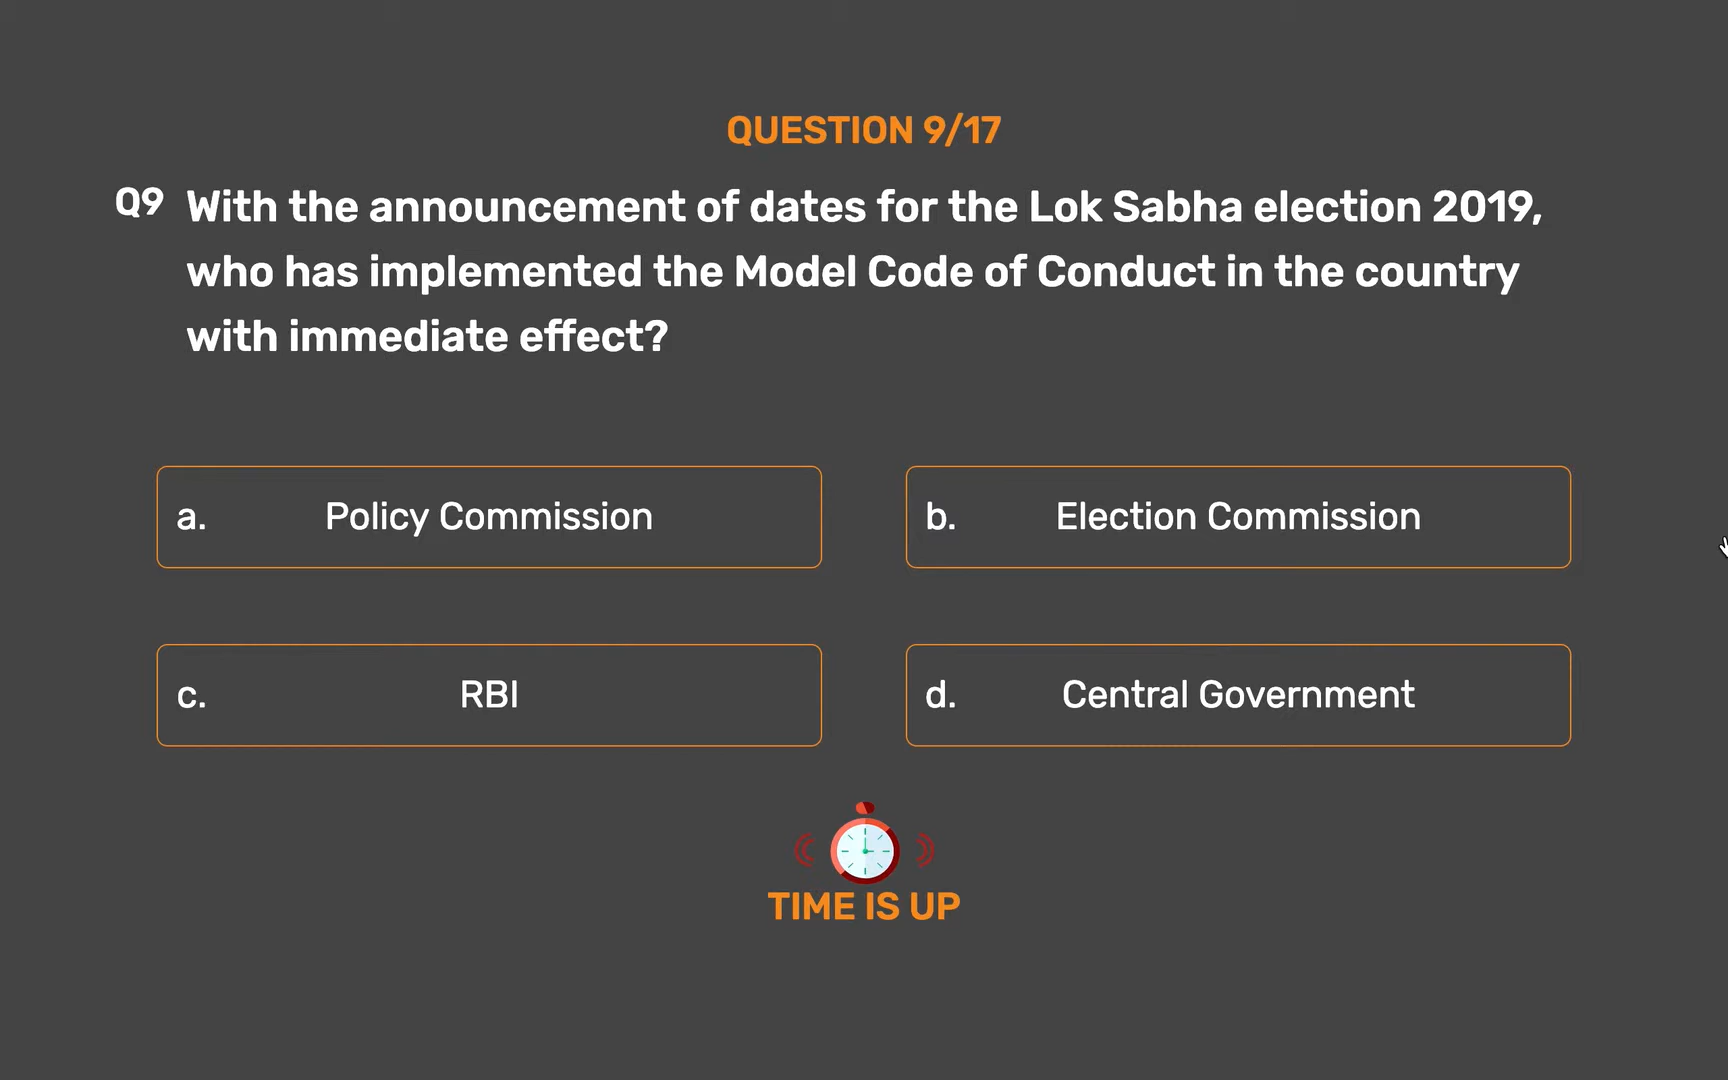 QUESTION 9/17
Q9 With the announcement of dates for the Lok Sabha election 2019,
who has implemented the Model Code of Conduct in the country
with immediate effect?
a. Policy Commission
b. Election Commission
c. RBI
d. Central Government
TIME IS UP